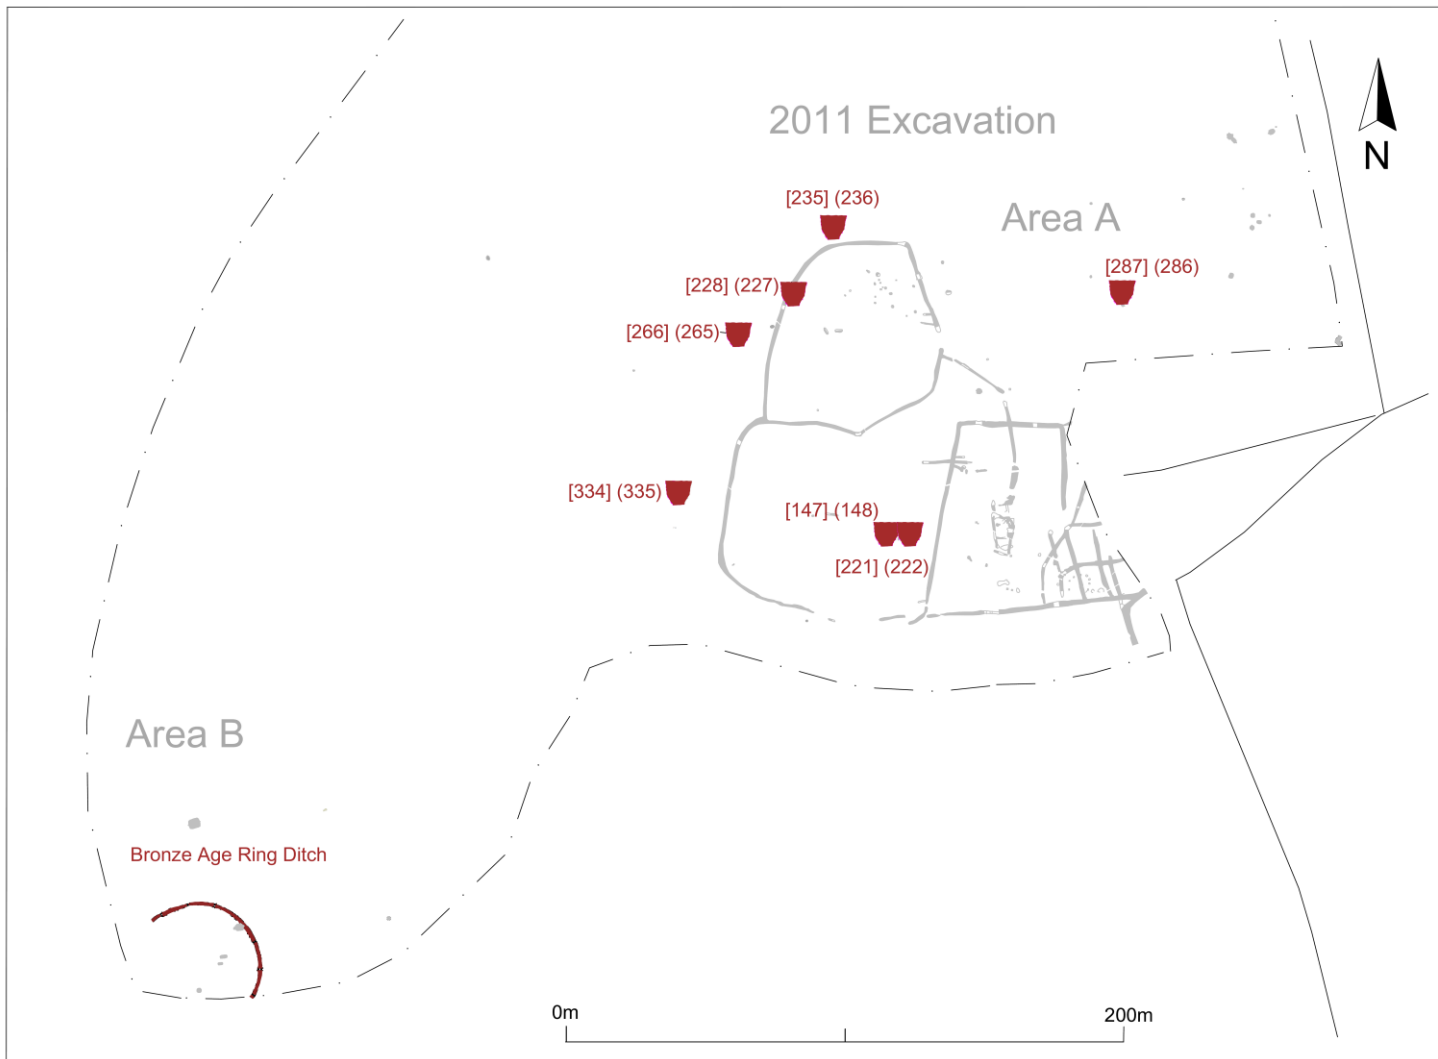 2011 Excavation
N
[235] (236)
Area A
[287] (286)
[228] (227)
[266] (265)
[334] (335)
[147] (148)
[221] (222)
Area B
Bronze Age Ring Ditch
0m
200m